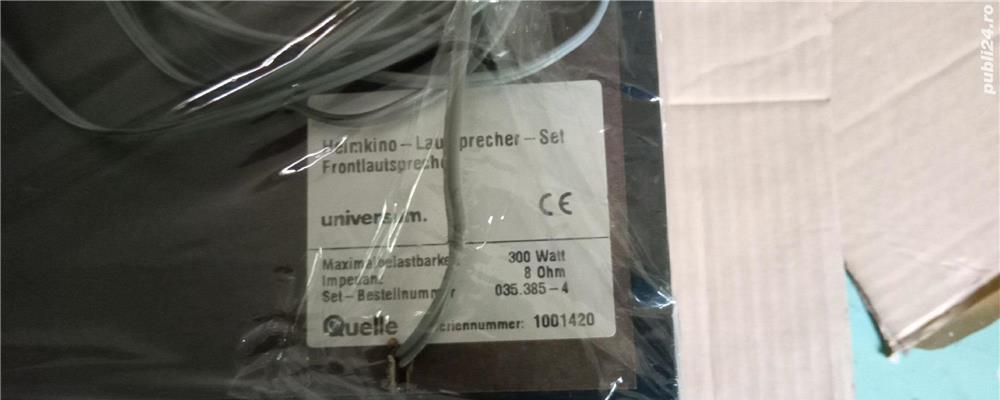 Heimkino – Lautsprecher – Set
Frontlautsprecher
universum.
CE
Maximalbelastbarkeit 300 Watt
Impedanz 8 Ohm
Set – Bestellnummer 035.385 – 4
Quelle Seriennummer: 1001420
publi24.ro